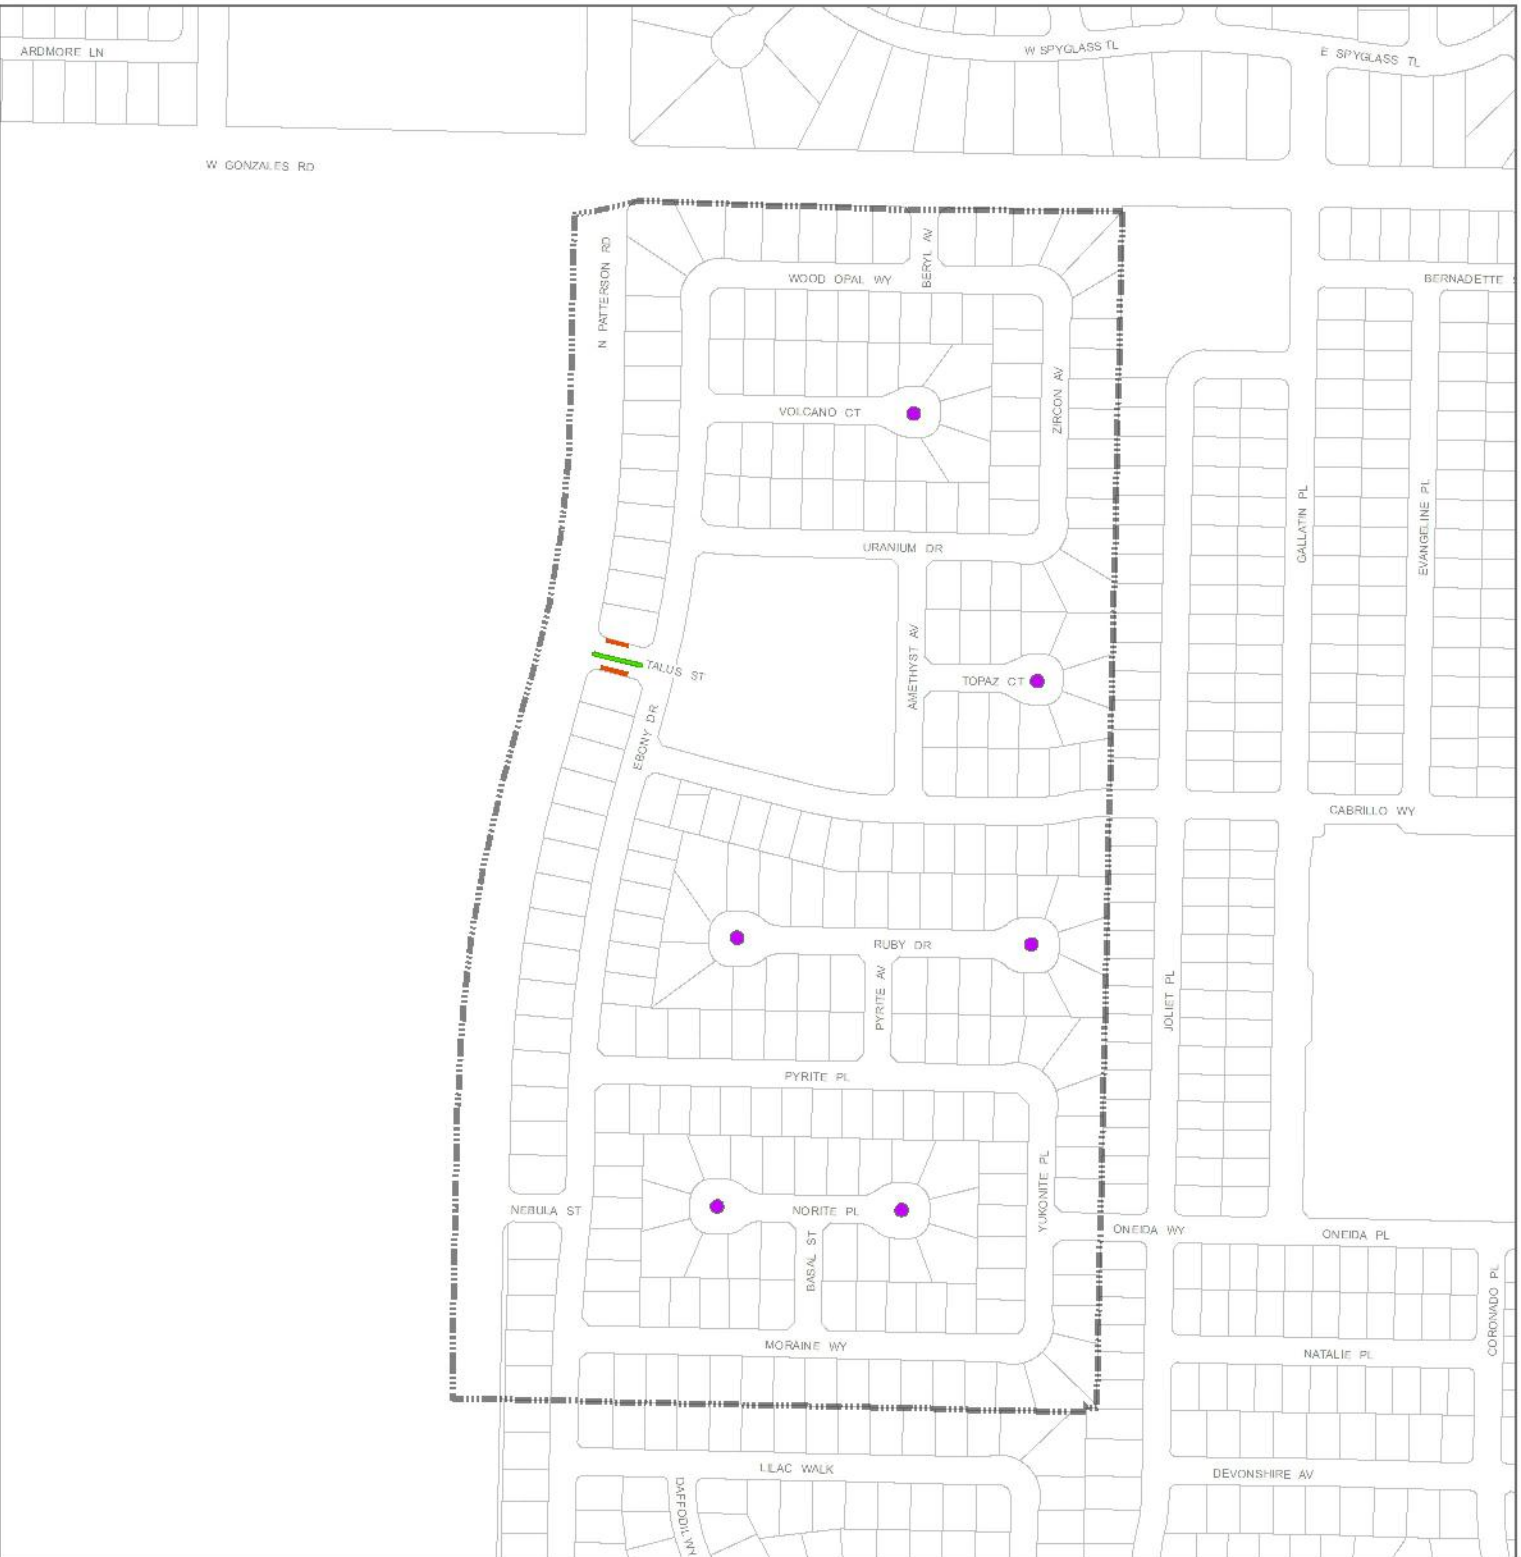 ARDMORE LN
W SPYGLASS TL
E SPYGLASS TL
W GONZALES RD
N PATTERSON RD
BERYL AV
WOOD OPAL WY
BERNADETTE
ZIRCON AV
VOLCANO CT
GALLATIN PL
EVANGELINE PL
URANIUM DR
AMETHYST AV
TALUS ST
TOPAZ CT
EBONY DR
CABRILLO WY
RUBY DR
PYRITE AV
JOLIET PL
PYRITE PL
YUKONITE PL
NEBULA ST
NORITE PL
BASAL ST
ONEIDA WY
ONEIDA PL
CORONADO PL
MORAINE WY
NATALIE PL
LILAC WALK
DAFFODIL WY
DEVONSHIRE AV